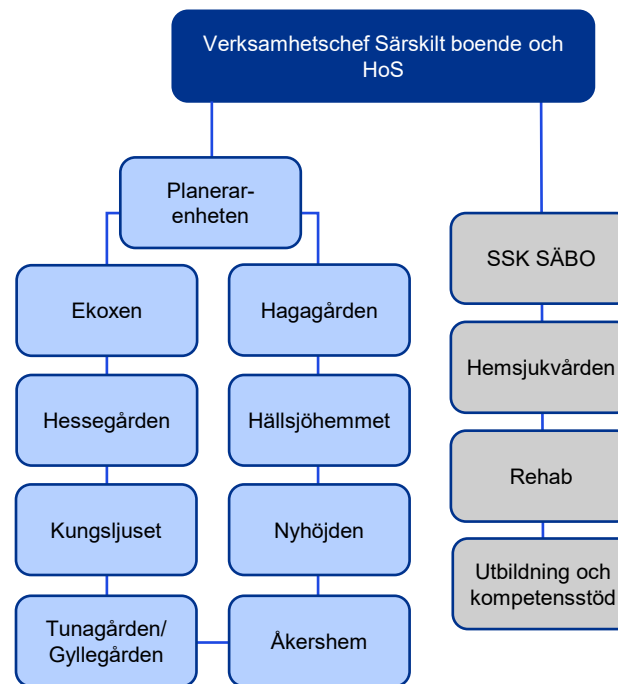 Verksamhetschef Särskilt boende och
HoS
Planerar-
enheten
SSK SÄBO
Ekoxen
Hagagården
Hemsjukvården
Hessegården
Hällsjöhemmet
Rehab
Kungsljuset
Nyhöjden
Utbildning och
kompetensstöd
Tunagården/
Gyllegården
Åkershem